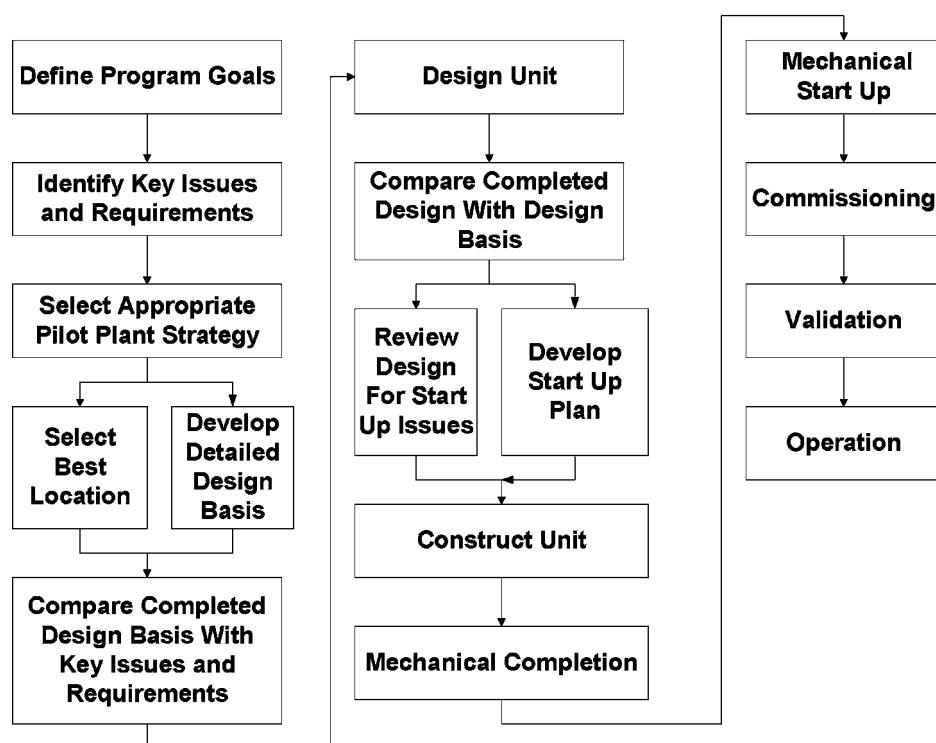 Define Program Goals
Identify Key Issues
and Requirements
Select Appropriate
Pilot Plant Strategy
Select
Best
Location
Develop
Detailed
Design
Basis
Compare Completed
Design Basis With
Key Issues and
Requirements
Design Unit
Compare Completed
Design With Design
Basis
Review
Design
For Start
Up Issues
Develop
Start Up
Plan
Construct Unit
Mechanical Completion
Mechanical
Start Up
Commissioning
Validation
Operation